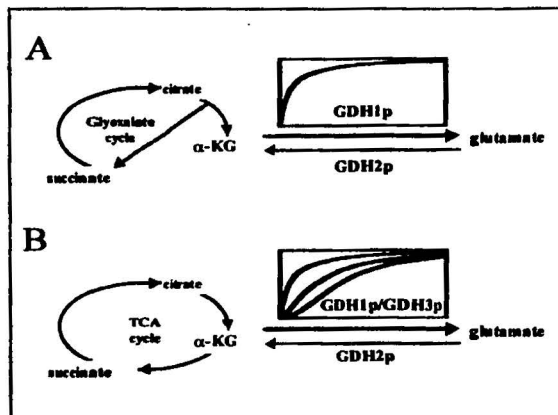 A
citrate
Glyoxalate
cycle
α-KG
succinate
GDH1p
glutamate
GDH2p
B
citrate
TCA
cycle
α-KG
succinate
GDH1p/GDH3p
glutamate
GDH2p